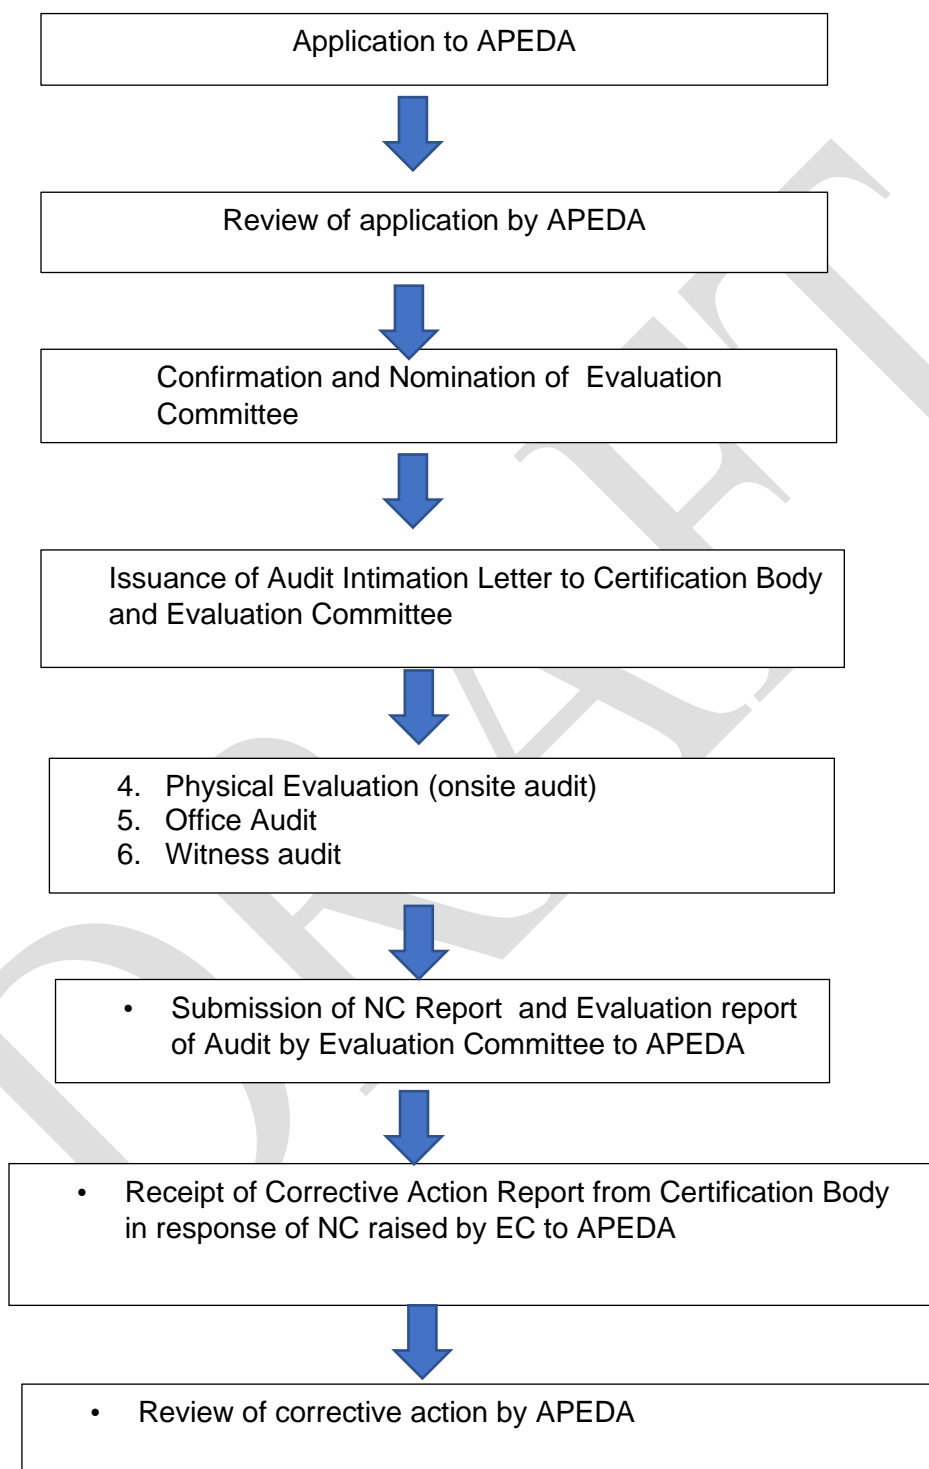 Application to APEDA
Review of application by APEDA
Confirmation and Nomination of  Evaluation
Committee
Issuance of Audit Intimation Letter to Certification Body
and Evaluation Committee
4. Physical Evaluation (onsite audit)
5. Office Audit
6. Witness audit
• Submission of NC Report  and Evaluation report
of Audit by Evaluation Committee to APEDA
• Receipt of Corrective Action Report from Certification Body
in response of NC raised by EC to APEDA
• Review of corrective action by APEDA
DRAFT